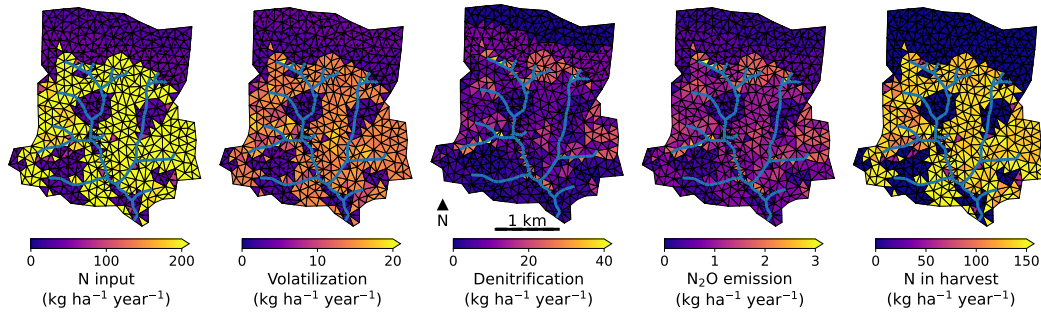 N
1 km
0 100 200
0 10 20
0 20 40
0 1 2 3
0 50 100 150
N input
(kg ha⁻¹ year⁻¹)
Volatilization
(kg ha⁻¹ year⁻¹)
Denitrification
(kg ha⁻¹ year⁻¹)
N₂O emission
(kg ha⁻¹ year⁻¹)
N in harvest
(kg ha⁻¹ year⁻¹)